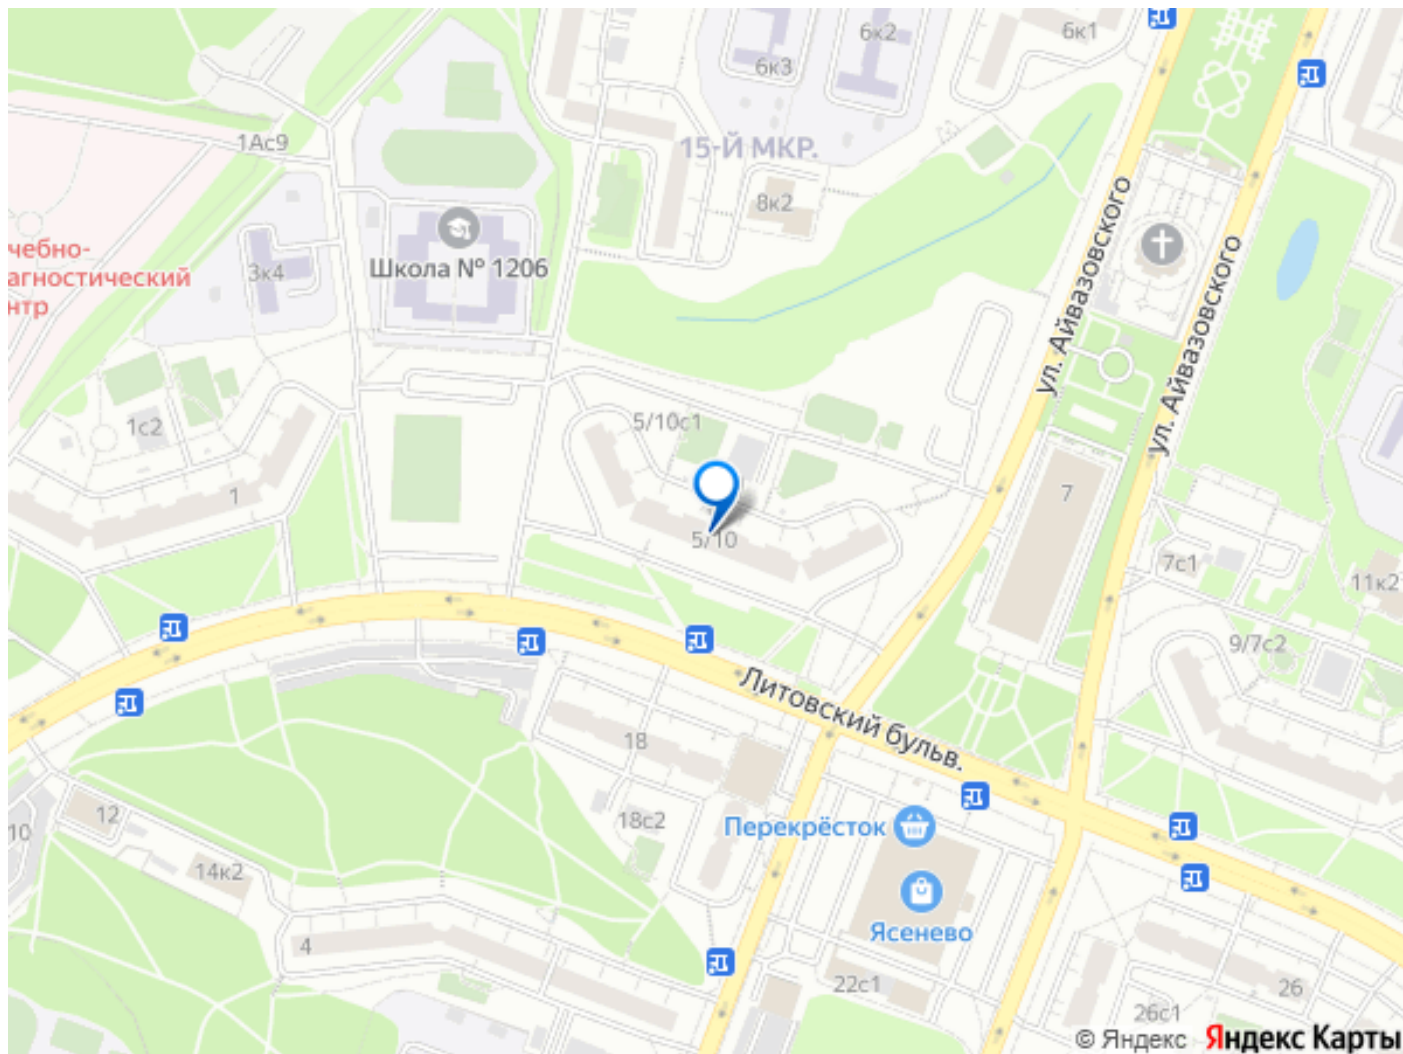 6к2
6к1
6к3
1Ас9
15-Й МКР.
8к2
чебно-
агностический
нтр
3к4
Школа № 1206
ул. Айвазовского
ул. Айвазовского
1с2
5/10с1
1
7
5/10
7с1
11к2
9/7с2
Литовский бульв.
18
12
10
18с2
Перекрёсток
14к2
Ясенево
4
22с1
26
26с1
© Яндекс Яндекс Карты